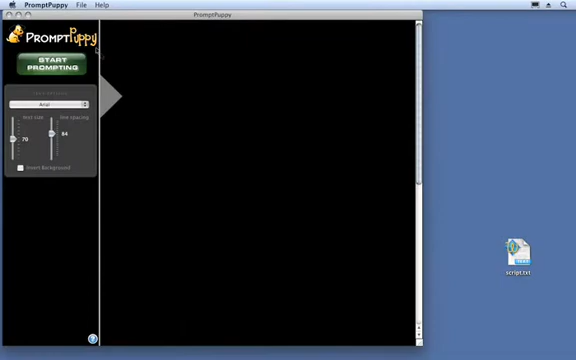 PromptPuppy File Help
PromptPuppy
PROMPTPuppy
START
PROMPTING
Arial
text size
line spacing
70
84
Invert Background
script.txt
?